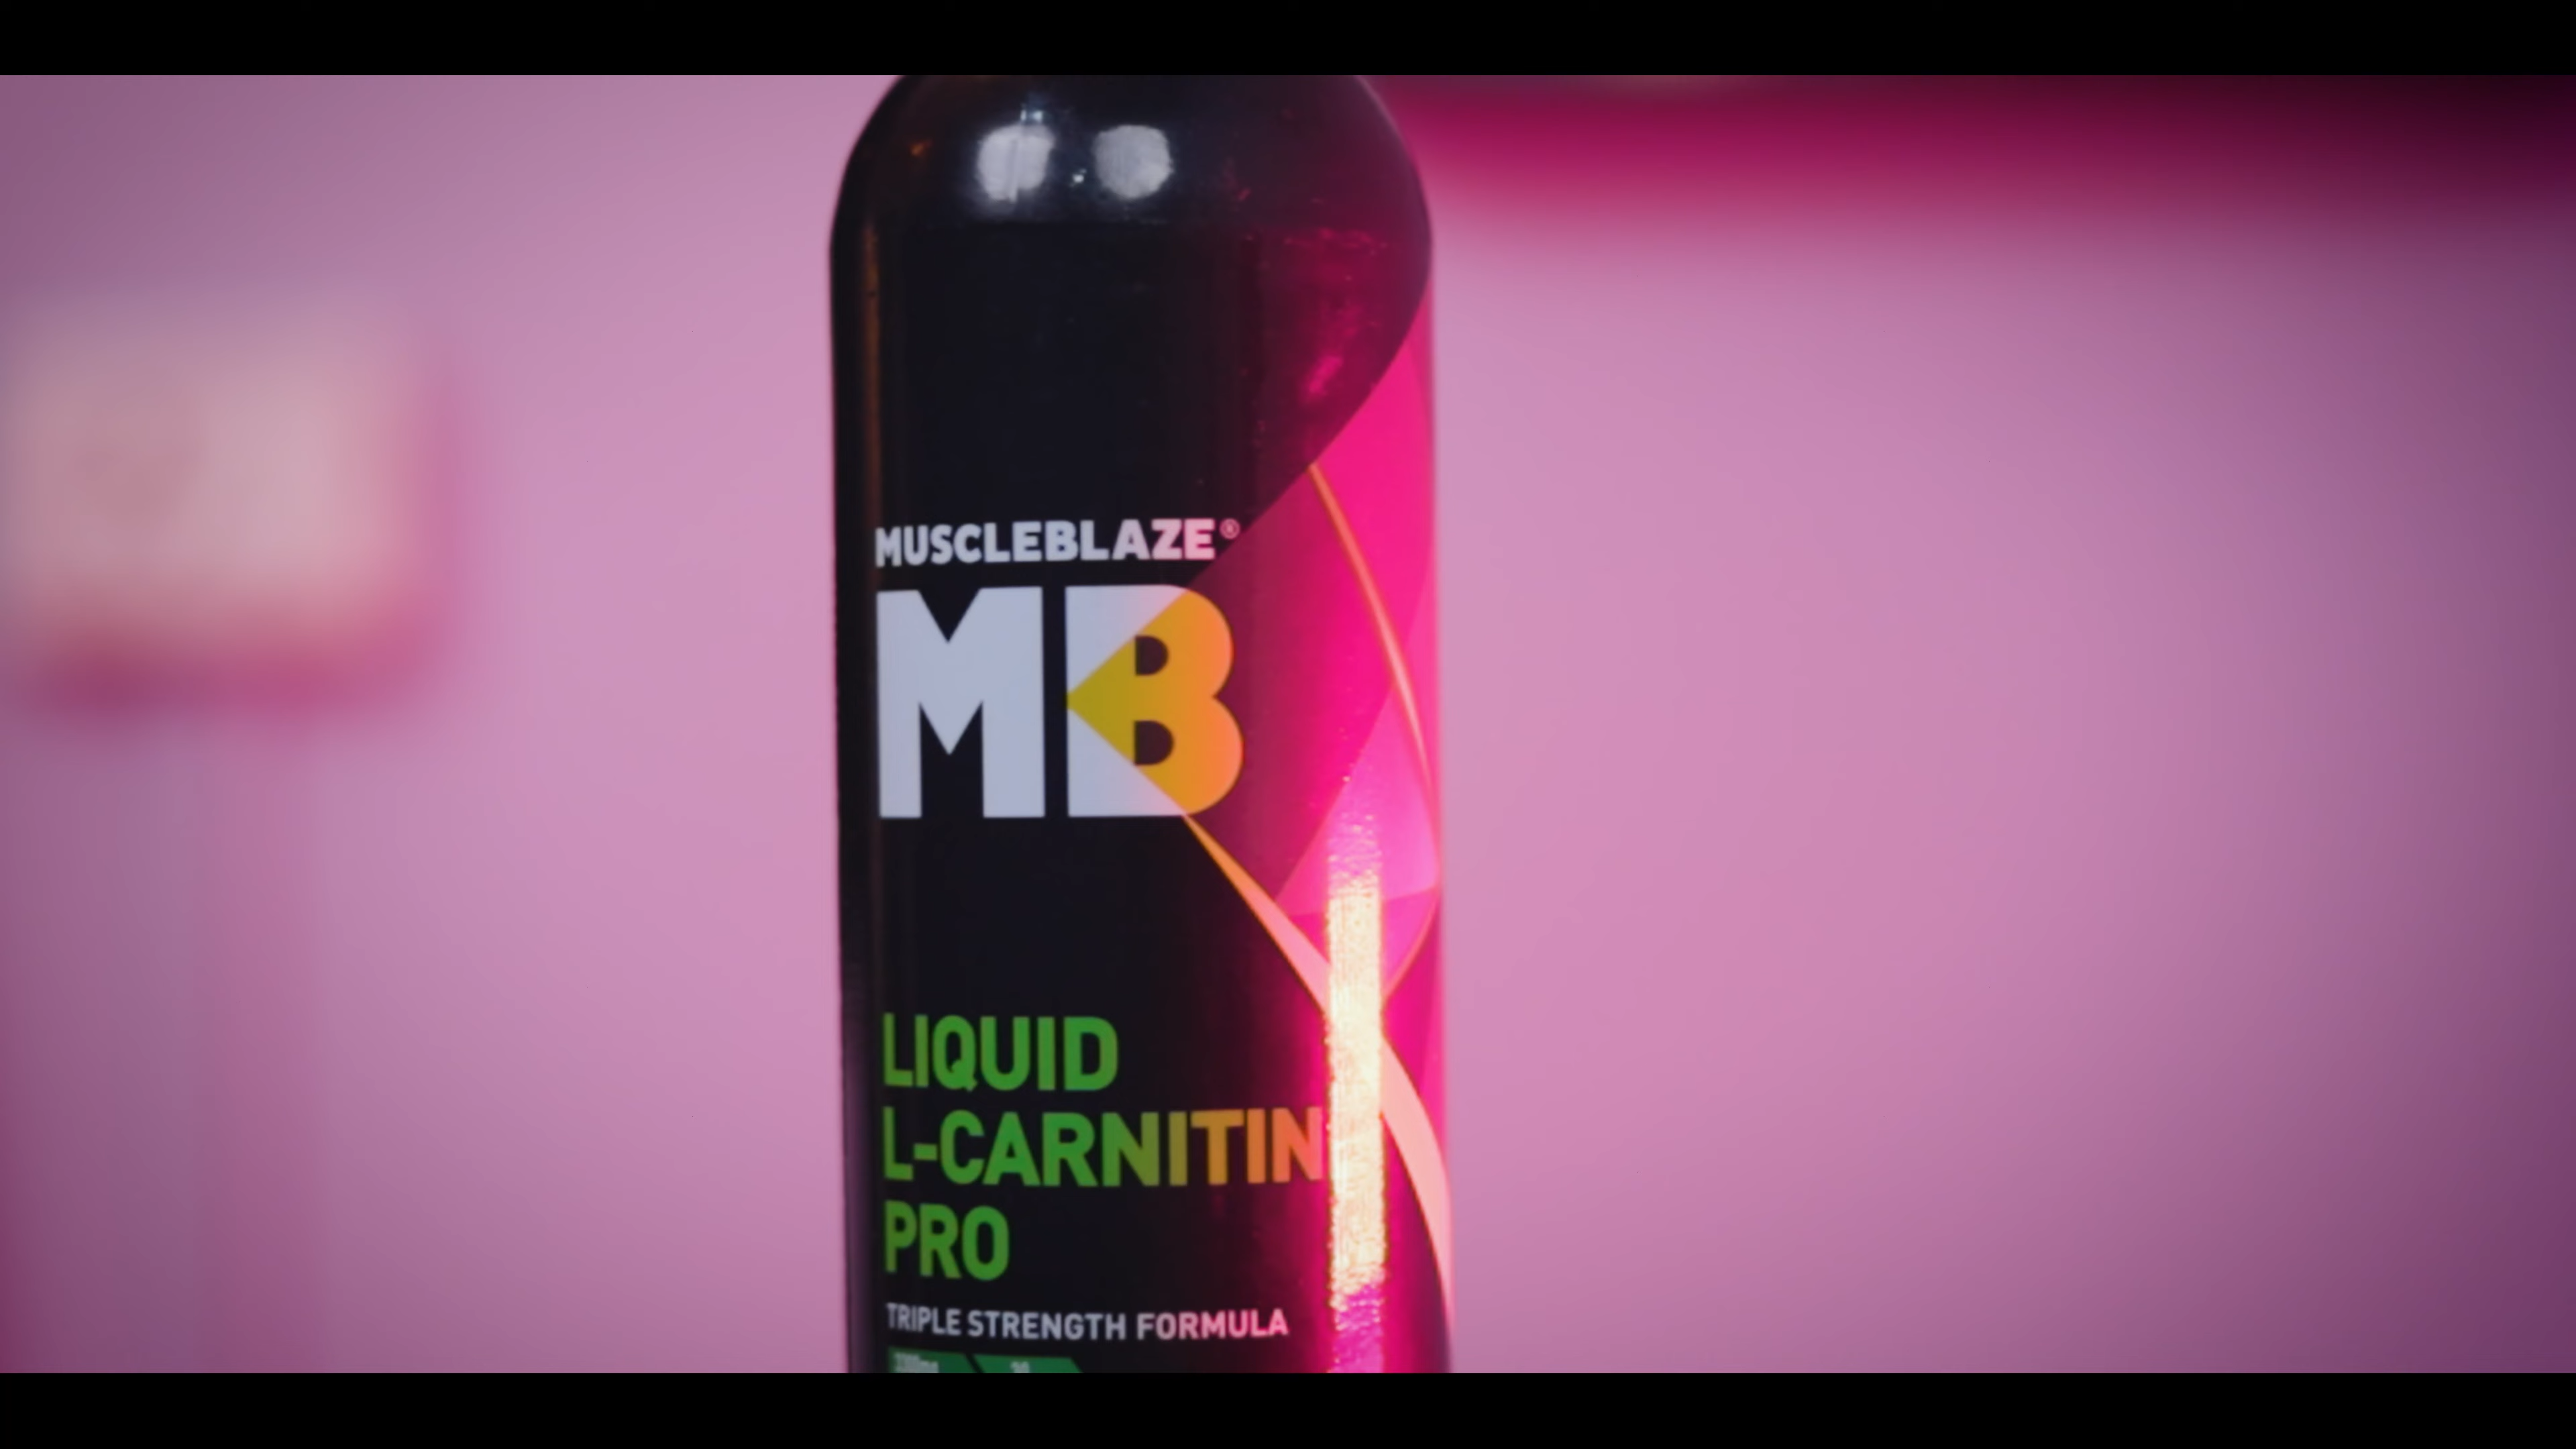 MUSCLEBLAZE®
MB
LIQUID
L-CARNITIN
PRO
TRIPLE STRENGTH FORMULA